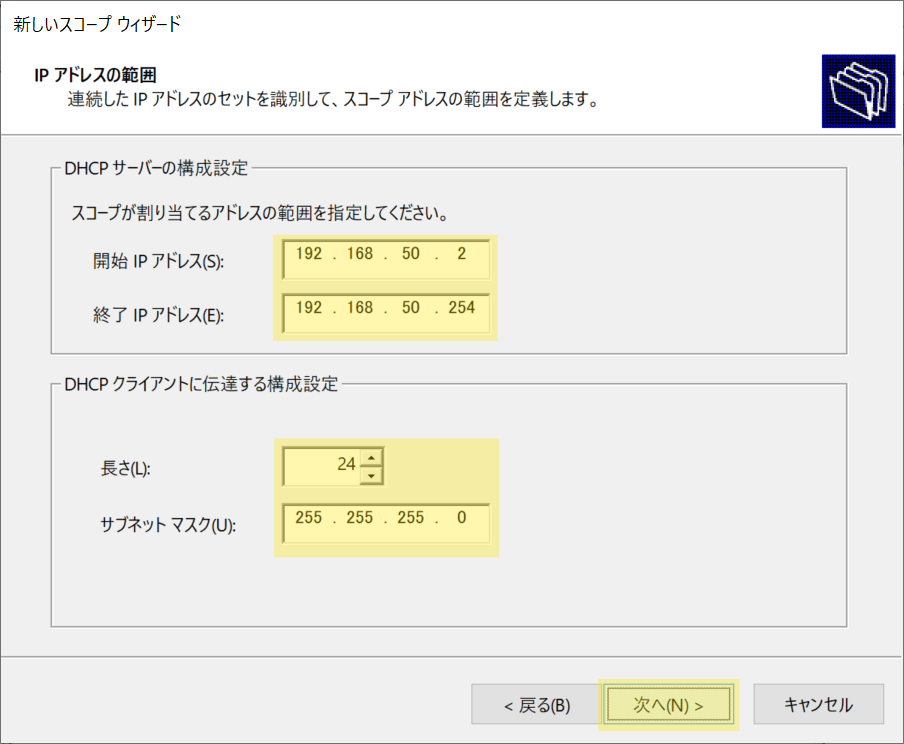 新しいスコープ ウィザード
IP アドレスの範囲
連続した IP アドレスのセットを識別して、スコープ アドレスの範囲を定義します。
DHCP サーバーの構成設定
スコープが割り当てるアドレスの範囲を指定してください。
開始 IP アドレス(S): 192 . 168 . 50 . 2
終了 IP アドレス(E): 192 . 168 . 50 . 254
DHCP クライアントに伝達する構成設定
長さ(L): 24
サブネット マスク(U): 255 . 255 . 255 . 0
< 戻る(B) 次へ(N) > キャンセル